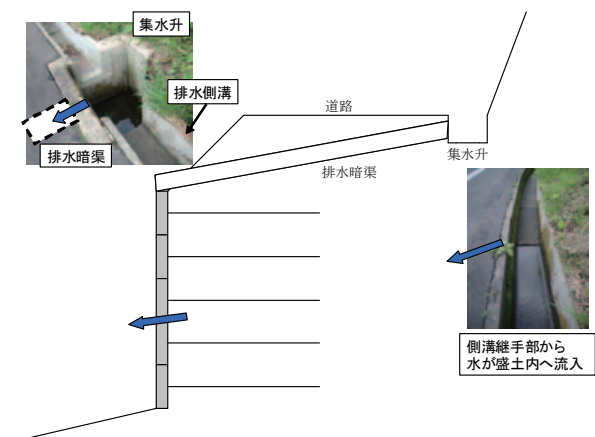 集水升
排水側溝
排水暗渠
道路
集水升
排水暗渠
側溝継手部から
水が盛土内へ流入